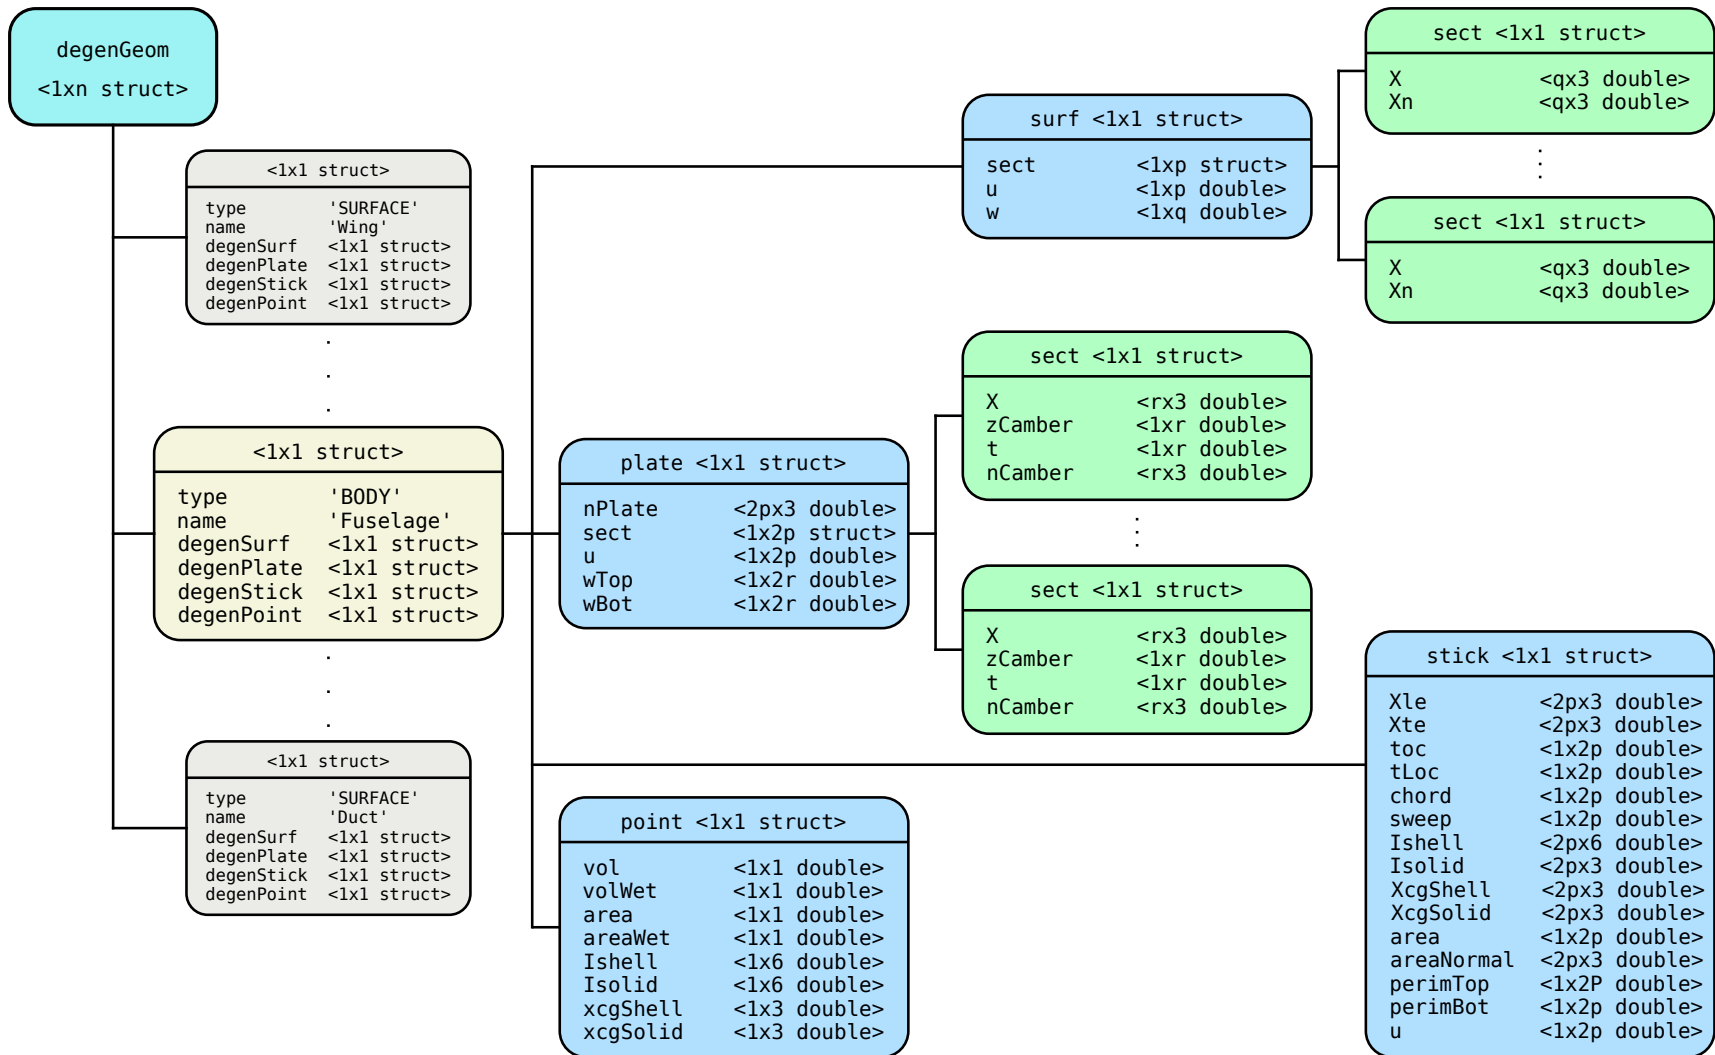 degenGeom
<1xn struct>
<1x1 struct>
type 'SURFACE'
name 'Wing'
degenSurf <1x1 struct>
degenPlate <1x1 struct>
degenStick <1x1 struct>
degenPoint <1x1 struct>
<1x1 struct>
type 'BODY'
name 'Fuselage'
degenSurf <1x1 struct>
degenPlate <1x1 struct>
degenStick <1x1 struct>
degenPoint <1x1 struct>
<1x1 struct>
type 'SURFACE'
name 'Duct'
degenSurf <1x1 struct>
degenPlate <1x1 struct>
degenStick <1x1 struct>
degenPoint <1x1 struct>
surf <1x1 struct>
sect <1xp struct>
u <1xp double>
w <1xq double>
sect <1x1 struct>
X <qx3 double>
Xn <qx3 double>
sect <1x1 struct>
X <qx3 double>
Xn <qx3 double>
plate <1x1 struct>
nPlate <2px3 double>
sect <1x2p struct>
u <1x2p double>
wTop <1x2r double>
wBot <1x2r double>
sect <1x1 struct>
X <rx3 double>
zCamber <1xr double>
t <1xr double>
nCamber <rx3 double>
sect <1x1 struct>
X <rx3 double>
zCamber <1xr double>
t <1xr double>
nCamber <rx3 double>
stick <1x1 struct>
Xle <2px3 double>
Xte <2px3 double>
toc <1x2p double>
tLoc <1x2p double>
chord <1x2p double>
sweep <1x2p double>
Ishell <2px6 double>
Isolid <2px3 double>
XcgShell <2px3 double>
XcgSolid <2px3 double>
area <1x2p double>
areaNormal <2px3 double>
perimTop <1x2P double>
perimBot <1x2p double>
u <1x2p double>
point <1x1 struct>
vol <1x1 double>
volWet <1x1 double>
area <1x1 double>
areaWet <1x1 double>
Ishell <1x6 double>
Isolid <1x6 double>
xcgShell <1x3 double>
xcgSolid <1x3 double>